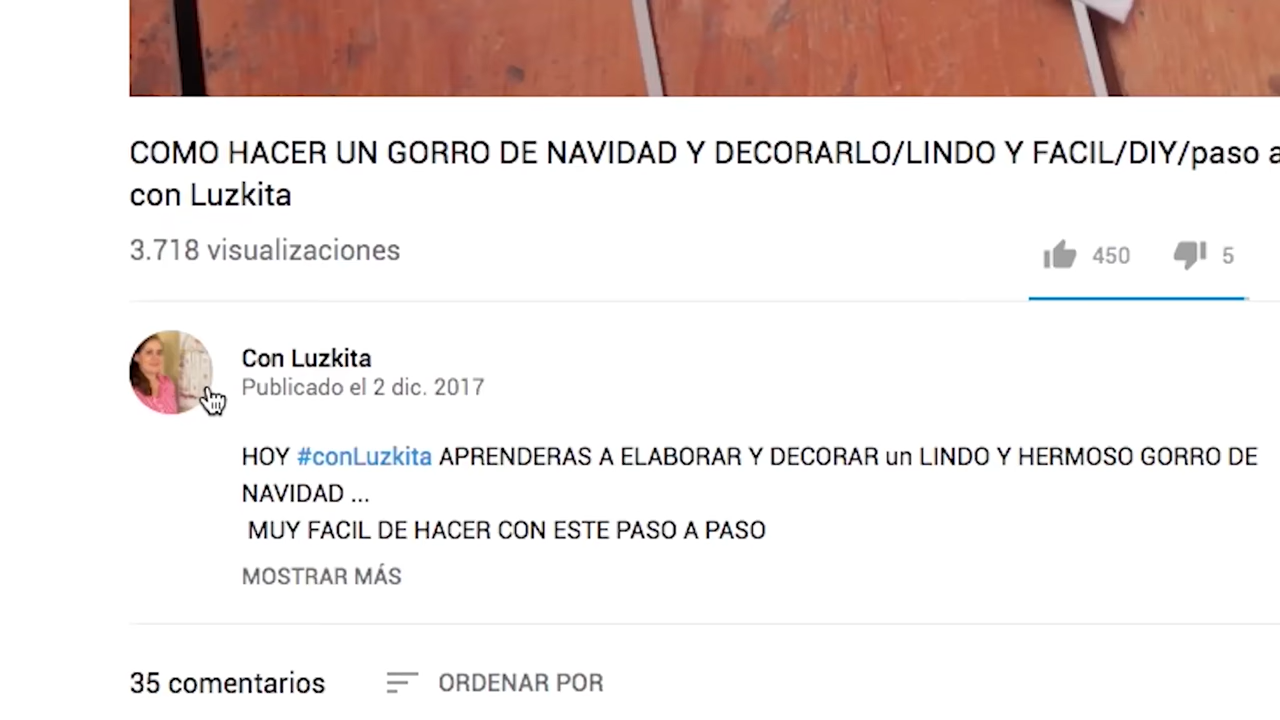 COMO HACER UN GORRO DE NAVIDAD Y DECORARLO/LINDO Y FACIL/DIY/paso a
con Luzkita
3.718 visualizaciones
450
5
Con Luzkita
Publicado el 2 dic. 2017
HOY #conLuzkita APRENDERAS A ELABORAR Y DECORAR un LINDO Y HERMOSO GORRO DE
NAVIDAD ...
MUY FACIL DE HACER CON ESTE PASO A PASO
MOSTRAR MÁS
35 comentarios
ORDENAR POR